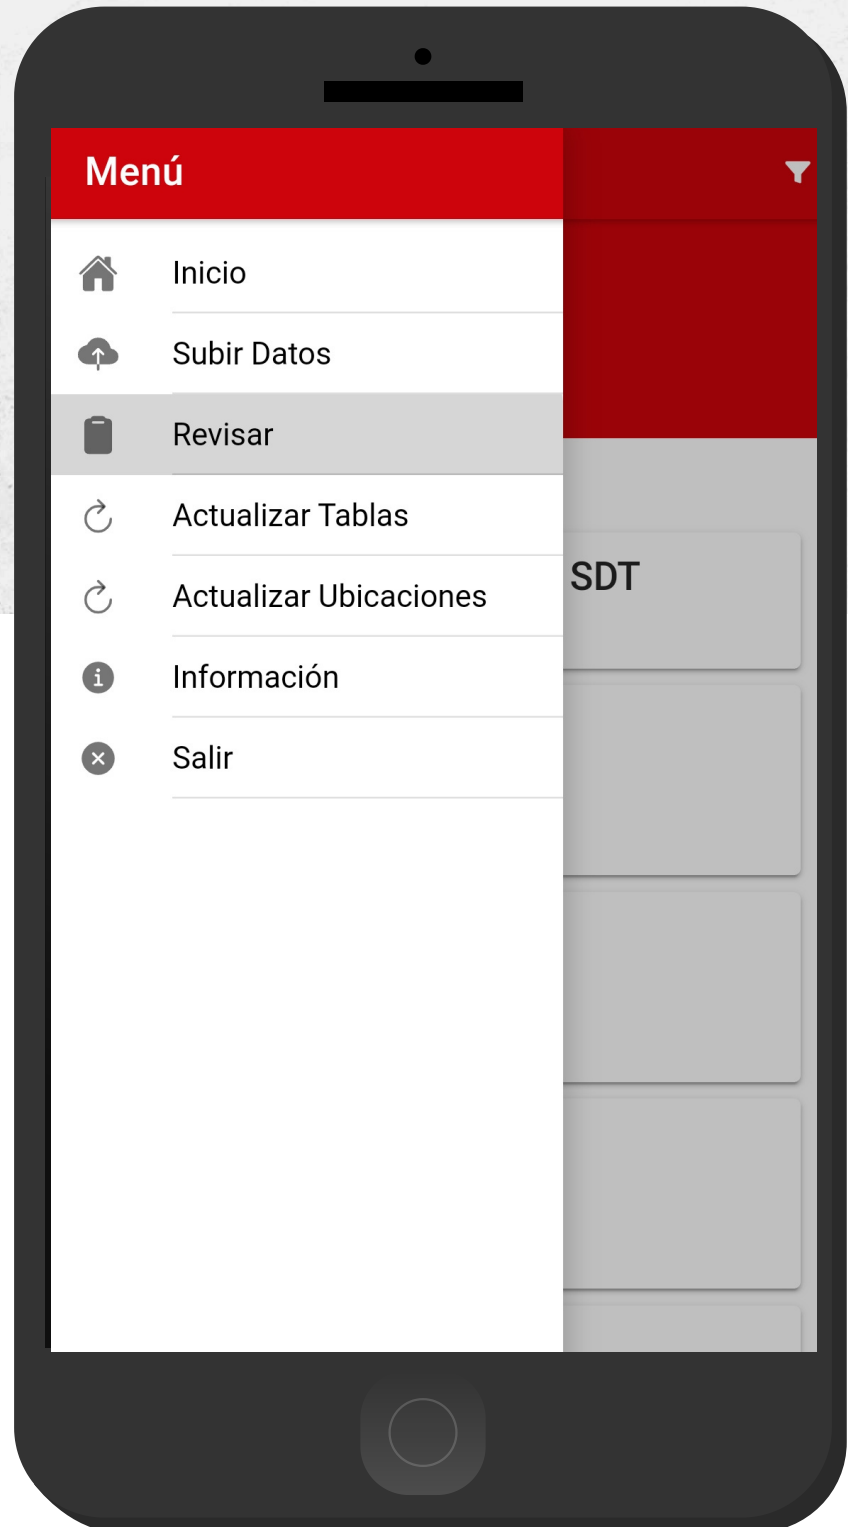 Menú
Inicio
Subir Datos
Revisar
Actualizar Tablas
SDT
Actualizar Ubicaciones
Información
Salir